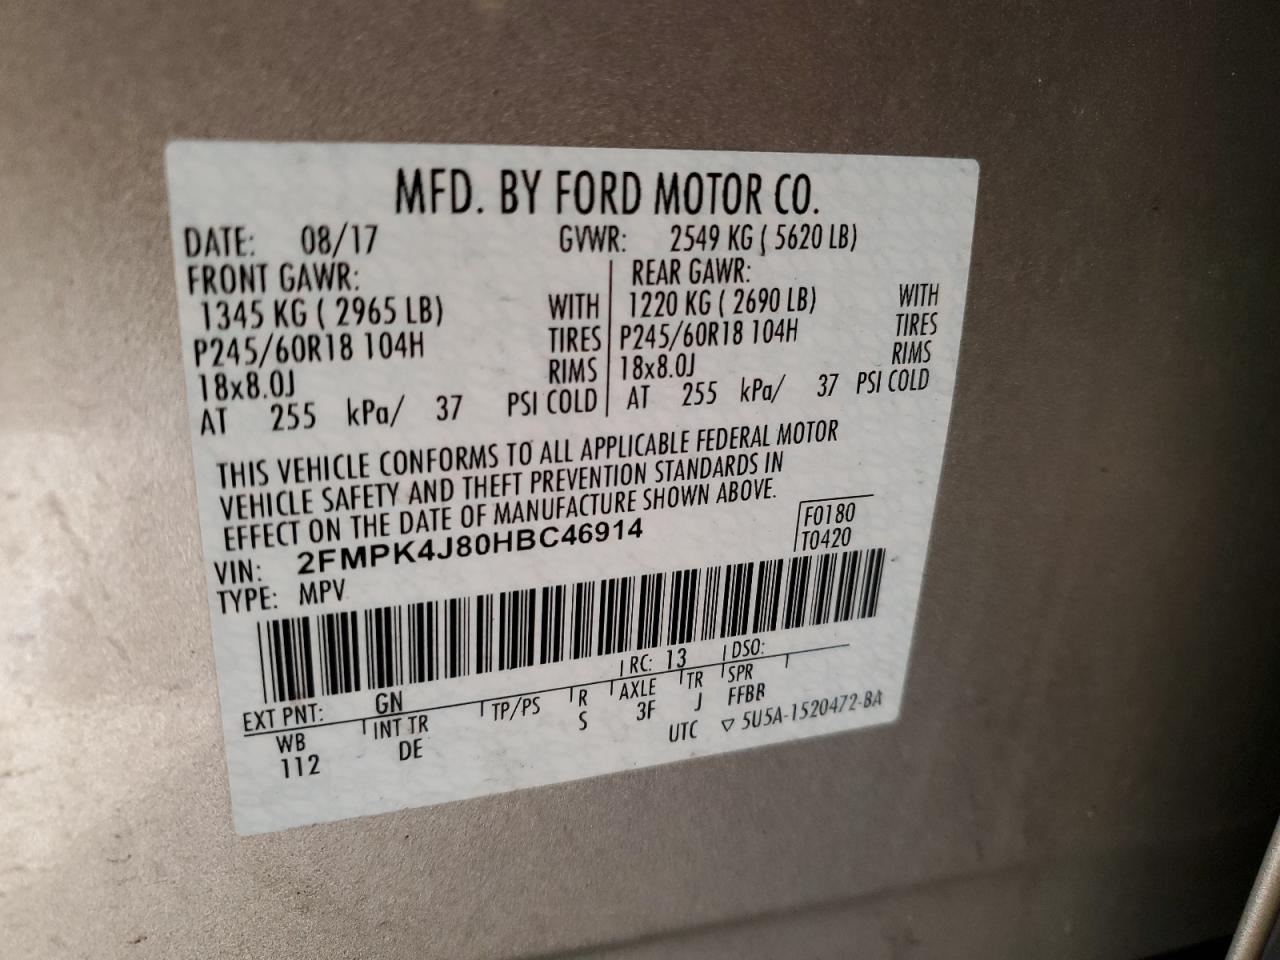 MFD. BY FORD MOTOR CO.
DATE: 08/17 GVWR: 2549 KG ( 5620 LB)
FRONT GAWR: REAR GAWR:
1345 KG ( 2965 LB) WITH 1220 KG ( 2690 LB) WITH
P245/60R18 104H TIRES P245/60R18 104H TIRES
18x8.0J RIMS 18x8.0J RIMS
AT 255 kPa/ 37 PSI COLD AT 255 kPa/ 37 PSI COLD
THIS VEHICLE CONFORMS TO ALL APPLICABLE FEDERAL MOTOR
VEHICLE SAFETY AND THEFT PREVENTION STANDARDS IN
EFFECT ON THE DATE OF MANUFACTURE SHOWN ABOVE.
VIN: 2FMPK4J80HBC46914 F0180
TYPE: MPV T0420
EXT PNT: GN RC: 13 DSO:
WB INT TR TP/PS R AXLE TR SPR
112 DE S 3F J FFBR
UTC ▽ 5U5A-1520472-BA